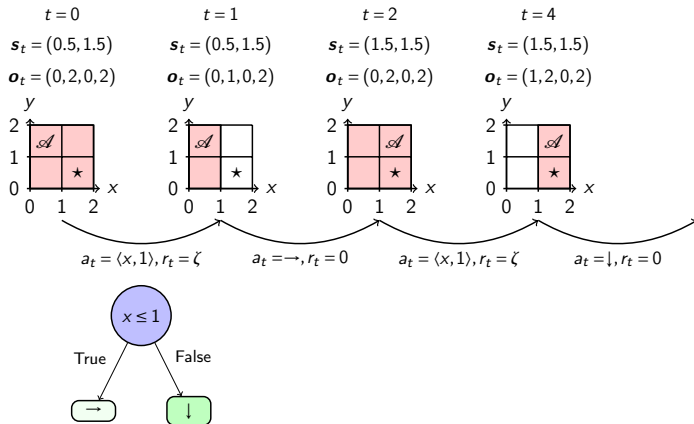 t = 0 t = 1 t = 2 t = 4
s_t = (0.5, 1.5) s_t = (0.5, 1.5) s_t = (1.5, 1.5) s_t = (1.5, 1.5)
o_t = (0, 2, 0, 2) o_t = (0, 1, 0, 2) o_t = (0, 2, 0, 2) o_t = (1, 2, 0, 2)
y y y y
2 2 2 2
𝒜 𝒜 𝒜 𝒜
1 1 1 1
★ ★ ★ ★
0 x 0 x 0 x 0 x
0 1 2 0 1 2 0 1 2 0 1 2
a_t = ⟨x, 1⟩, r_t = ζ a_t = →, r_t = 0 a_t = ⟨x, 1⟩, r_t = ζ a_t = ↓, r_t = 0
x ≤ 1
True False
→ ↓